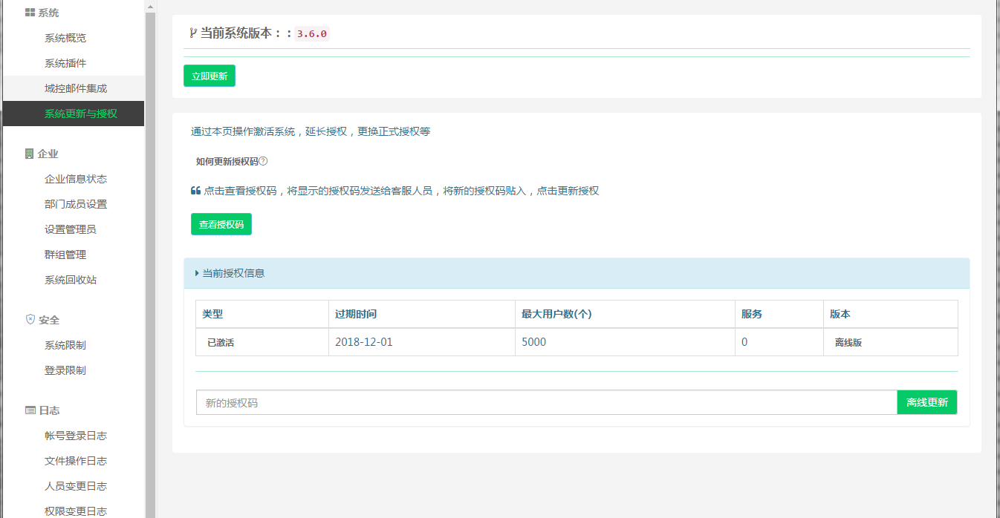 系统
系统概览
系统插件
域控邮件集成
系统更新与授权
企业
企业信息状态
部门成员设置
设置管理员
群组管理
系统回收站
安全
系统限制
登录限制
日志
帐号登录日志
文件操作日志
人员变更日志
权限变更日志
当前系统版本：：3.6.0
立即更新
通过本页操作激活系统，延长授权，更换正式授权等
如何更新授权码?
点击查看授权码，将显示的授权码发送给客服人员，将新的授权码贴入，点击更新授权
查看授权码
当前授权信息
类型 过期时间 最大用户数(个) 服务 版本
已激活 2018-12-01 5000 0 离线版
新的授权码 离线更新